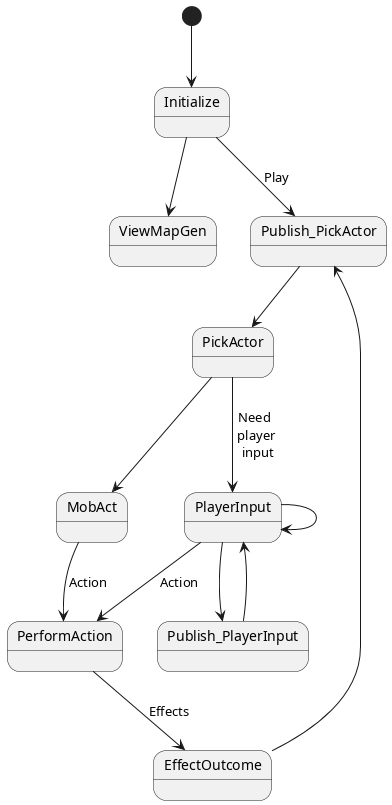 Initialize
Play
ViewMapGen
Publish_PickActor
PickActor
Need
player
input
MobAct
PlayerInput
Action
Action
PerformAction
Publish_PlayerInput
Effects
EffectOutcome